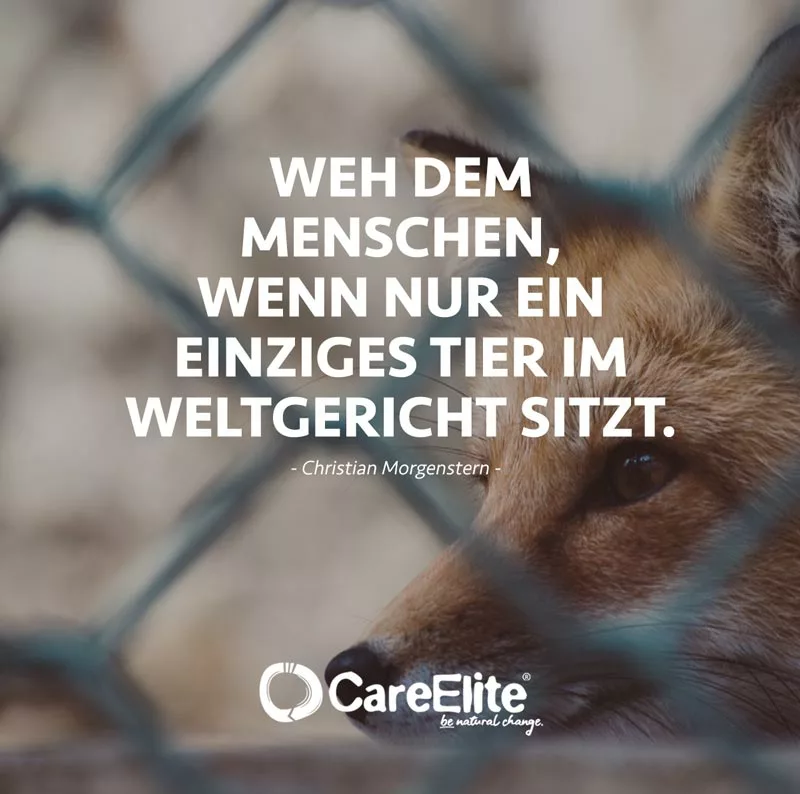 WEH DEM
MENSCHEN,
WENN NUR EIN
EINZIGES TIER IM
WELTGERICHT SITZT.
- Christian Morgenstern -
CareElite®
be natural change.